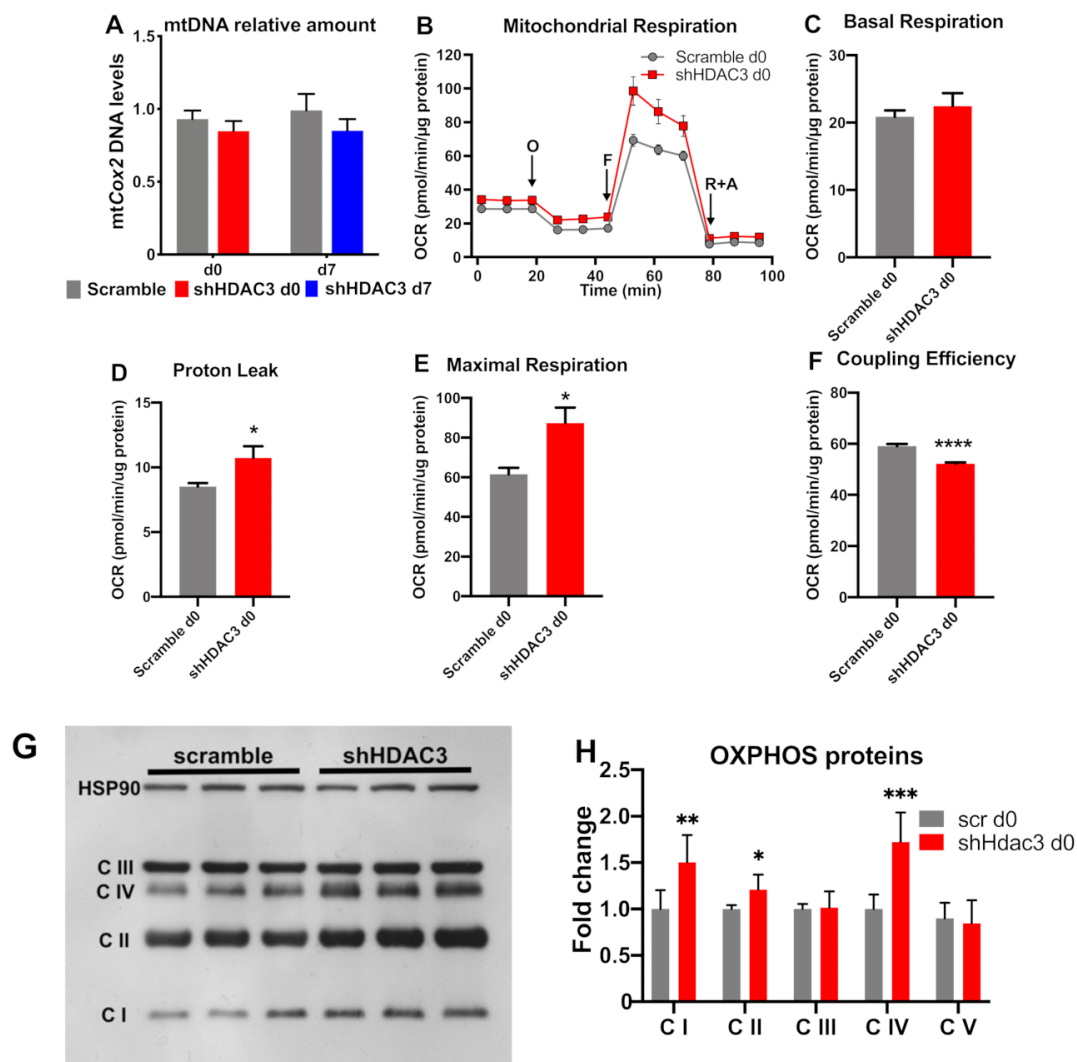 A
mtDNA relative amount
mtCox2 DNA levels
1.5
1.0
0.5
0
d0
d7
Scramble
shHDAC3 d0
shHDAC3 d7
B
Mitochondrial Respiration
OCR (pmol/min/µg protein)
120
100
80
60
40
20
0
Scramble d0
shHDAC3 d0
O
F
R+A
0
20
40
60
80
100
Time (min)
C
Basal Respiration
OCR (pmol/min/µg protein)
30
20
10
0
Scramble d0
shHDAC3 d0
D
Proton Leak
OCR (pmol/min/ug protein)
15
10
5
0
*
Scramble d0
shHDAC3 d0
E
Maximal Respiration
OCR (pmol/min/ug protein)
100
80
60
40
20
0
*
Scramble d0
shHDAC3 d0
F
Coupling Efficiency
OCR (pmol/min/ug protein)
80
60
40
20
0
****
Scramble d0
shHDAC3 d0
G
scramble
shHDAC3
HSP90
C III
C IV
C II
C I
H
OXPHOS proteins
Fold change
2.5
2.0
1.5
1.0
0.5
0
**
*
***
scr d0
shHdac3 d0
C I
C II
C III
C IV
C V